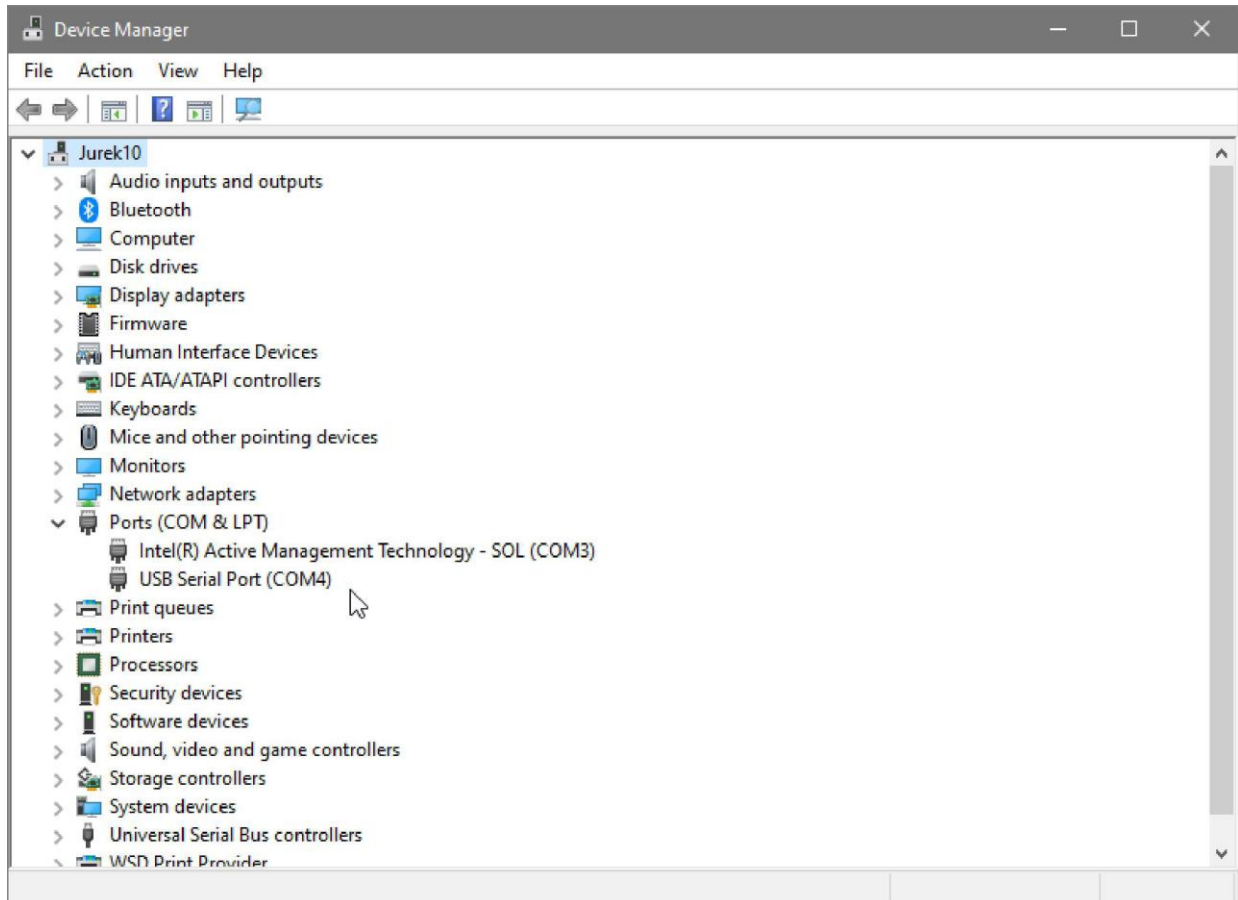 Device Manager
File Action View Help
Jurek10
Audio inputs and outputs
Bluetooth
Computer
Disk drives
Display adapters
Firmware
Human Interface Devices
IDE ATA/ATAPI controllers
Keyboards
Mice and other pointing devices
Monitors
Network adapters
Ports (COM & LPT)
Intel(R) Active Management Technology - SOL (COM3)
USB Serial Port (COM4)
Print queues
Printers
Processors
Security devices
Software devices
Sound, video and game controllers
Storage controllers
System devices
Universal Serial Bus controllers
WSD Print Provider